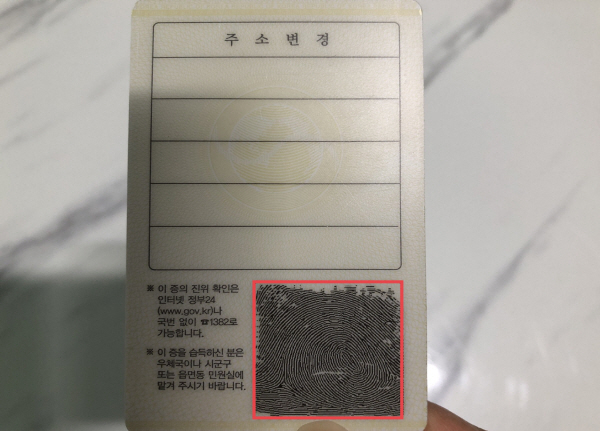 주 소 변 경
※ 이 증의 진위 확인은
인터넷 정부24
(www.gov.kr)나
국번 없이 ☎1382로
가능합니다.
※ 이 증을 습득하신 분은
우체국이나 시군구
또는 읍면동 민원실에
맡겨 주시기 바랍니다.